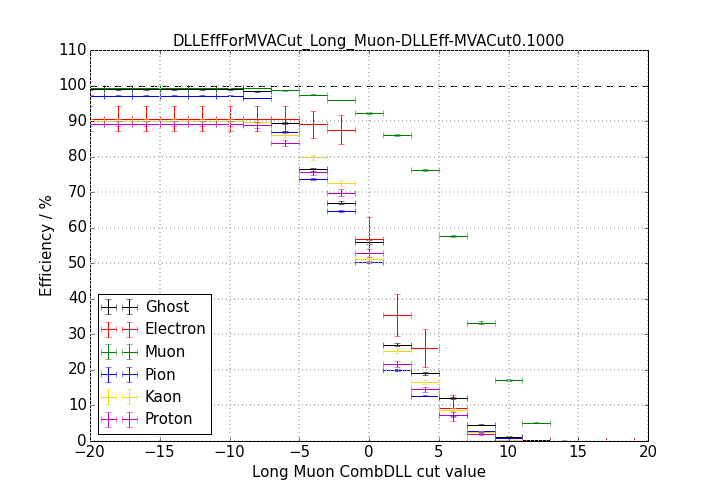 DLLEffForMVACut_Long_Muon-DLLEff-MVACut0.1000
110
100
90
80
70
60
50
40
30
20
10
0
Efficiency / %
Ghost
Electron
Muon
Pion
Kaon
Proton
−20 −15 −10 −5 0 5 10 15 20
Long Muon CombDLL cut value